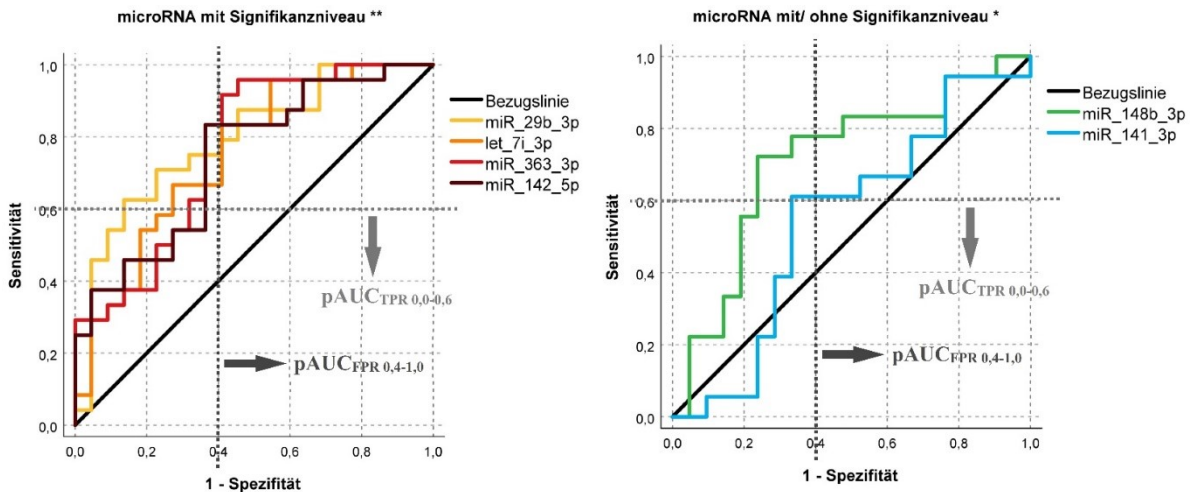 microRNA mit Signifikanzniveau **
1,0
0,8
0,6
0,4
0,2
0,0
Sensitivität
0,0 0,2 0,4 0,6 0,8 1,0
1 - Spezifität
Bezugslinie
miR_29b_3p
let_7i_3p
miR_363_3p
miR_142_5p
pAUCTPR 0,0-0,6
pAUCFPR 0,4-1,0
microRNA mit/ ohne Signifikanzniveau *
1,0
0,8
0,6
0,4
0,2
0,0
Sensitivität
0,0 0,2 0,4 0,6 0,8 1,0
1 - Spezifität
Bezugslinie
miR_148b_3p
miR_141_3p
pAUCTPR 0,0-0,6
pAUCFPR 0,4-1,0